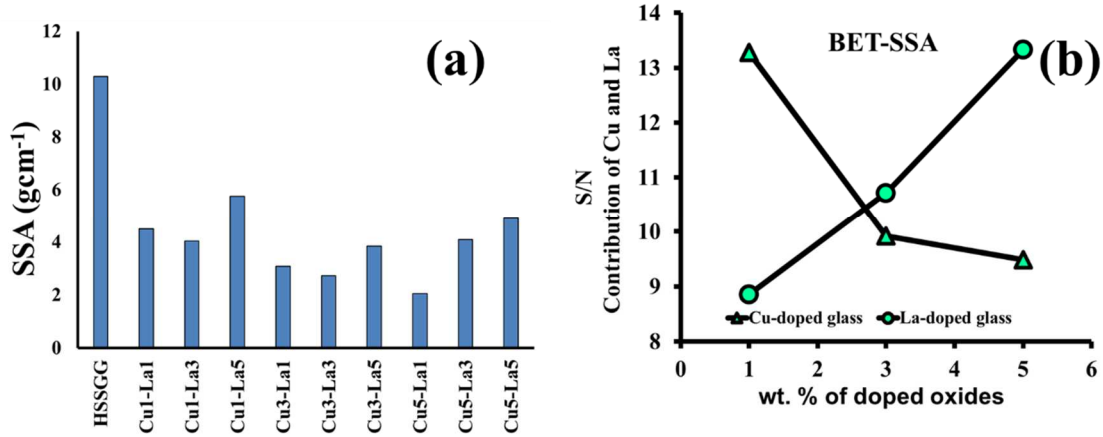 (a)
SSA (gcm-1)
12
10
8
6
4
2
0
HSSGG
Cu1-La1
Cu1-La3
Cu1-La5
Cu3-La1
Cu3-La3
Cu3-La5
Cu5-La1
Cu5-La3
Cu5-La5
BET-SSA
(b)
S/N
Contribution of Cu and La
14
13
12
11
10
9
8
Cu-doped glass
La-doped glass
0 1 2 3 4 5 6
wt. % of doped oxides